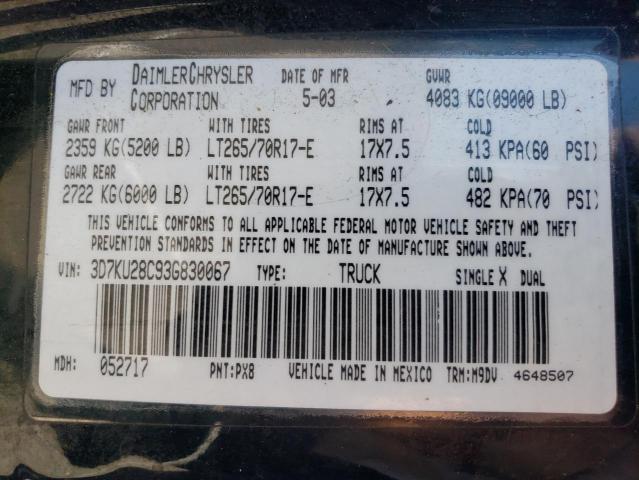 MFD BY DAIMLERCHRYSLER CORPORATION DATE OF MFR 5-03 GVWR 4083 KG(09000 LB)
GAWR FRONT WITH TIRES RIMS AT COLD
2359 KG(5200 LB) LT265/70R17-E 17X7.5 413 KPA(60 PSI)
GAWR REAR WITH TIRES RIMS AT COLD
2722 KG(6000 LB) LT265/70R17-E 17X7.5 482 KPA(70 PSI)
THIS VEHICLE CONFORMS TO ALL APPLICABLE FEDERAL MOTOR VEHICLE SAFETY AND THEFT
PREVENTION STANDARDS IN EFFECT ON THE DATE OF MANUFACTURE SHOWN ABOVE.
VIN: 3D7KU28C93G830067 TYPE: TRUCK SINGLE X DUAL
MDH: 052717 PNT:PX8 VEHICLE MADE IN MEXICO TRM:M9DV 4648507